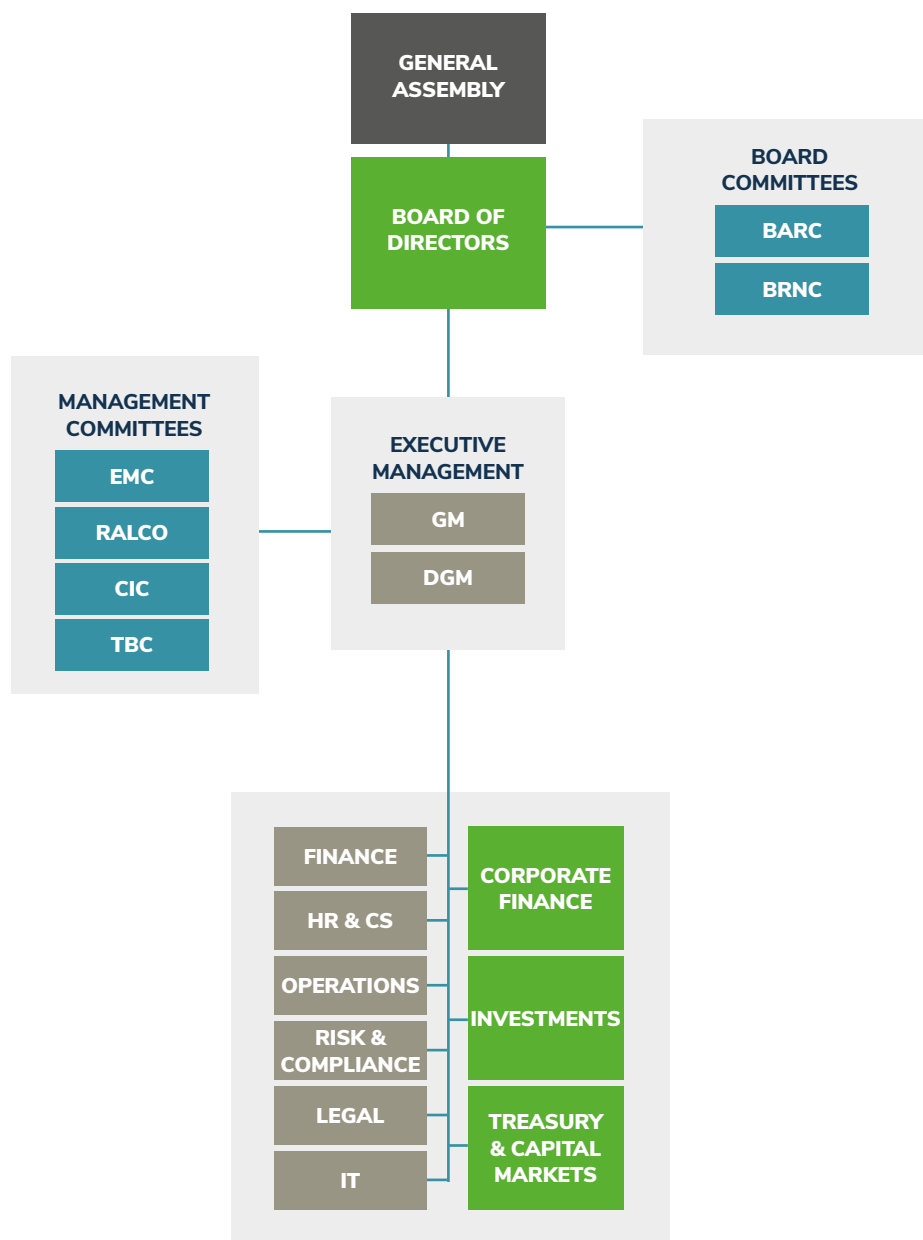 GENERAL
ASSEMBLY
BOARD OF
DIRECTORS
BOARD
COMMITTEES
BARC
BRNC
MANAGEMENT
COMMITTEES
EMC
RALCO
CIC
TBC
EXECUTIVE
MANAGEMENT
GM
DGM
FINANCE
HR & CS
OPERATIONS
RISK &
COMPLIANCE
LEGAL
IT
CORPORATE
FINANCE
INVESTMENTS
TREASURY
& CAPITAL
MARKETS